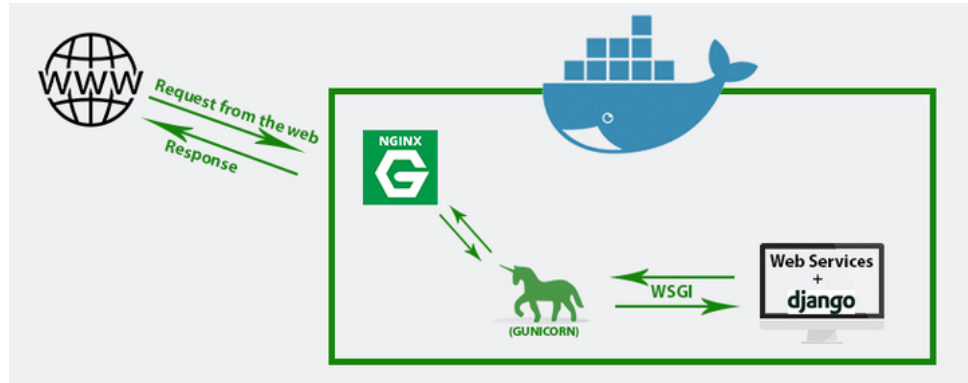 WWW
Request from the web
Response
NGINX
G
(GUNICORN)
WSGI
Web Services
+
django